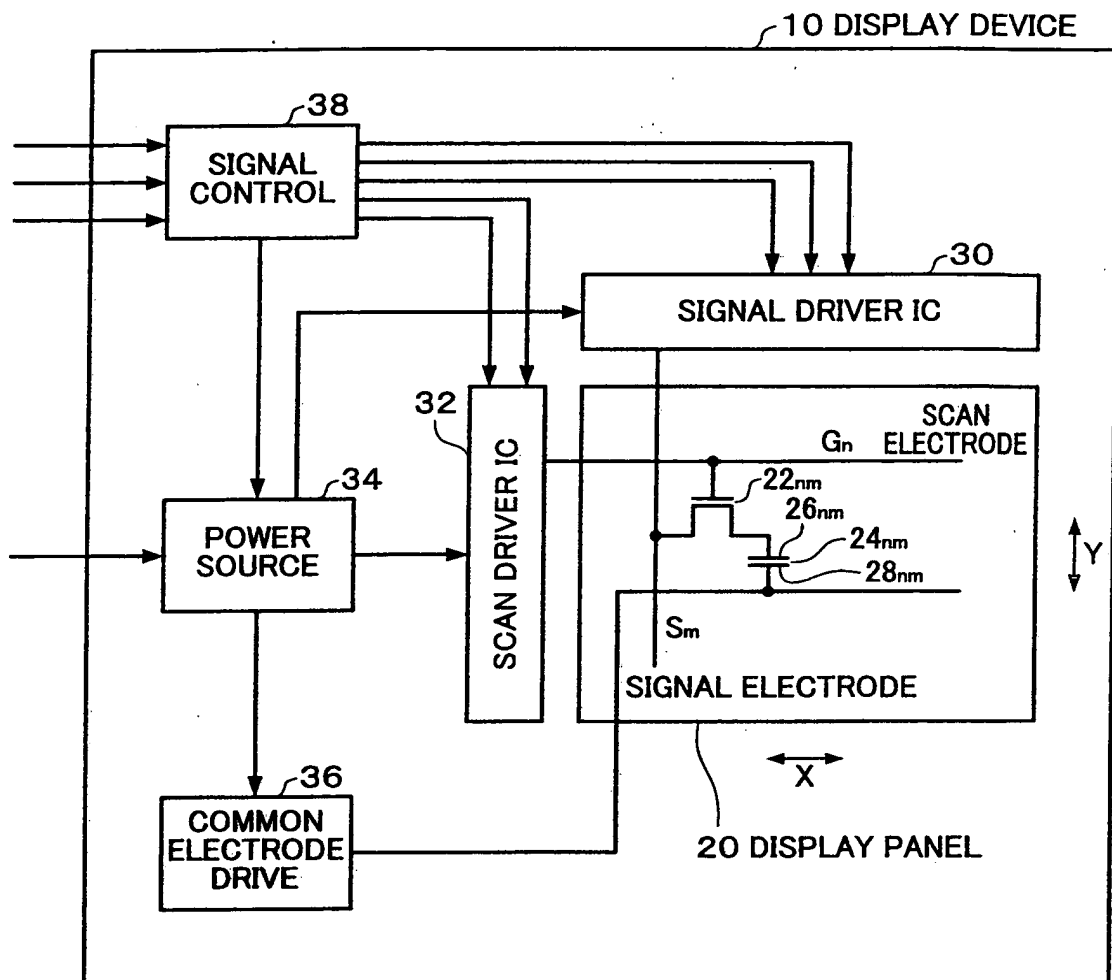 10 DISPLAY DEVICE
38
SIGNAL
CONTROL
30
SIGNAL DRIVER IC
32
SCAN DRIVER IC
SCAN
ELECTRODE
Gn
22nm
26nm
24nm
28nm
Y
Sm
SIGNAL ELECTRODE
34
POWER
SOURCE
X
36
COMMON
ELECTRODE
DRIVE
20 DISPLAY PANEL